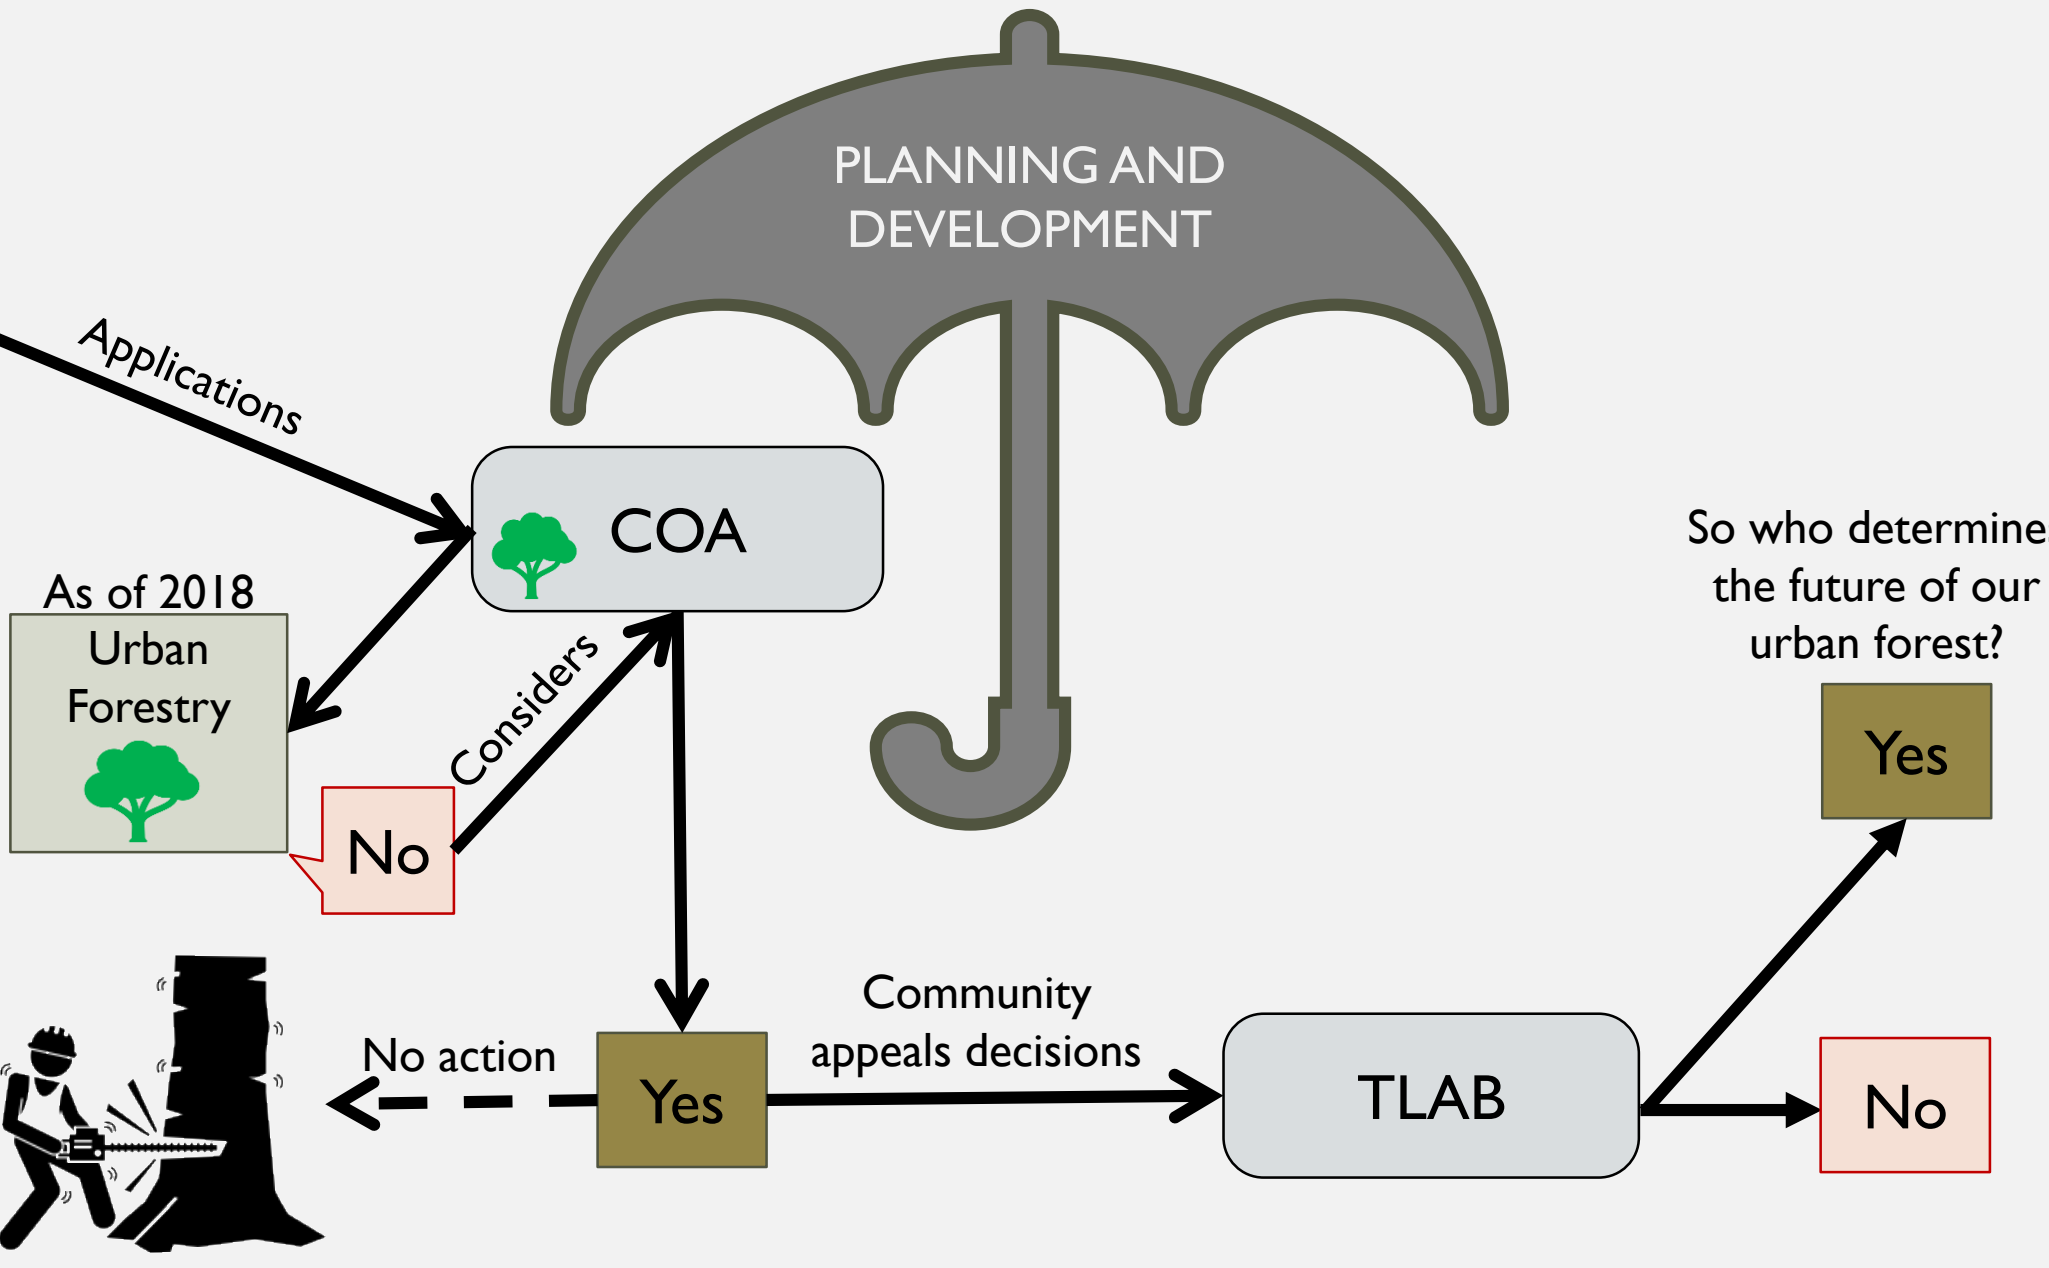 PLANNING AND
DEVELOPMENT
Applications
COA
As of 2018
Urban
Forestry
Considers
No
So who determines
the future of our
urban forest?
Yes
No action
Yes
Community
appeals decisions
TLAB
No